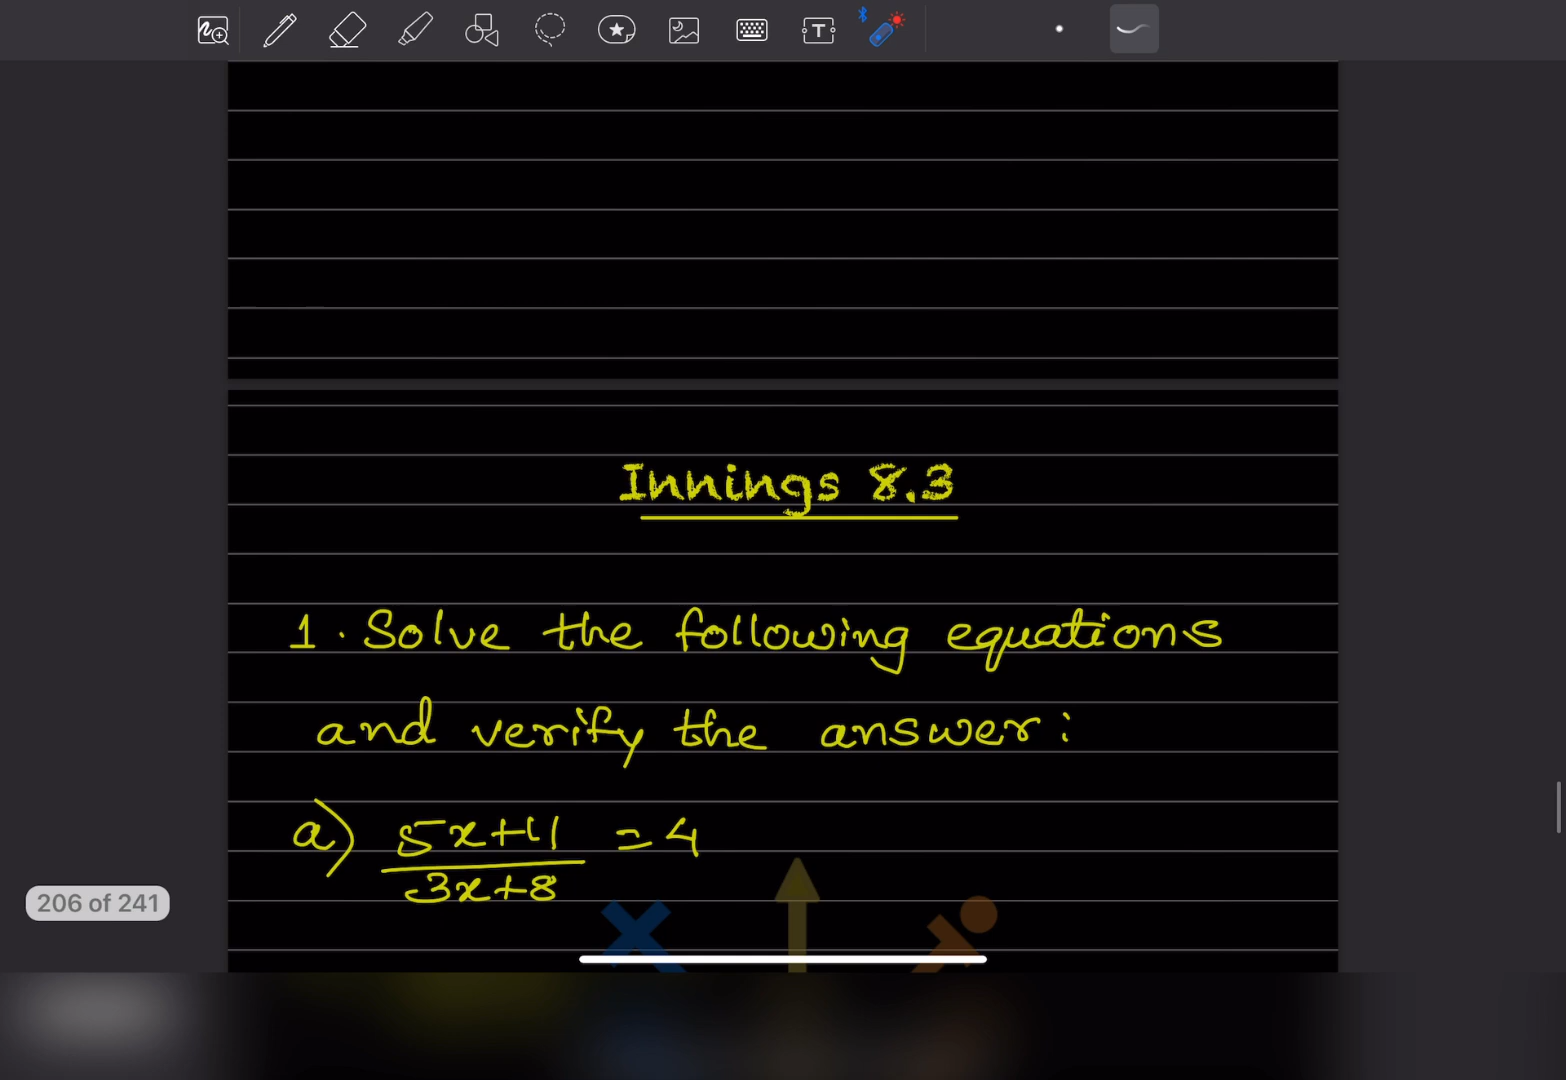 T
Innings 8.3
1. Solve the following equations
and verify the answer:
a) 5x+11 = 4
3x+8
206 of 241